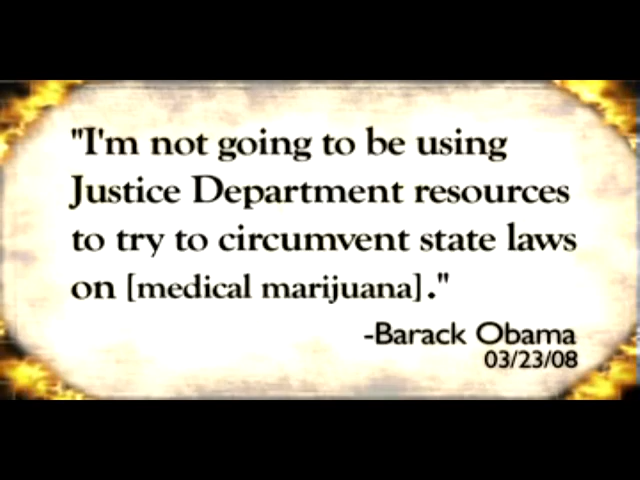 "I'm not going to be using
Justice Department resources
to try to circumvent state laws
on [medical marijuana]."
-Barack Obama
03/23/08